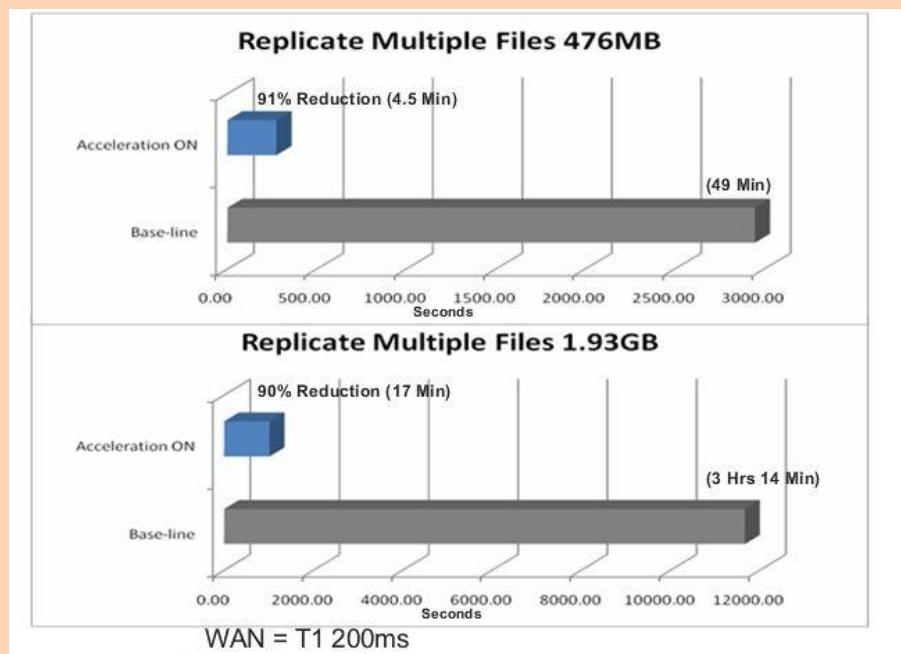 Replicate Multiple Files 476MB
91% Reduction (4.5 Min)
Acceleration ON
(49 Min)
Base-line
0.00 500.00 1000.00 1500.00 2000.00 2500.00 3000.00
Seconds
Replicate Multiple Files 1.93GB
90% Reduction (17 Min)
Acceleration ON
(3 Hrs 14 Min)
Base-line
0.00 2000.00 4000.00 6000.00 8000.00 10000.00 12000.00
Seconds
WAN = T1 200ms